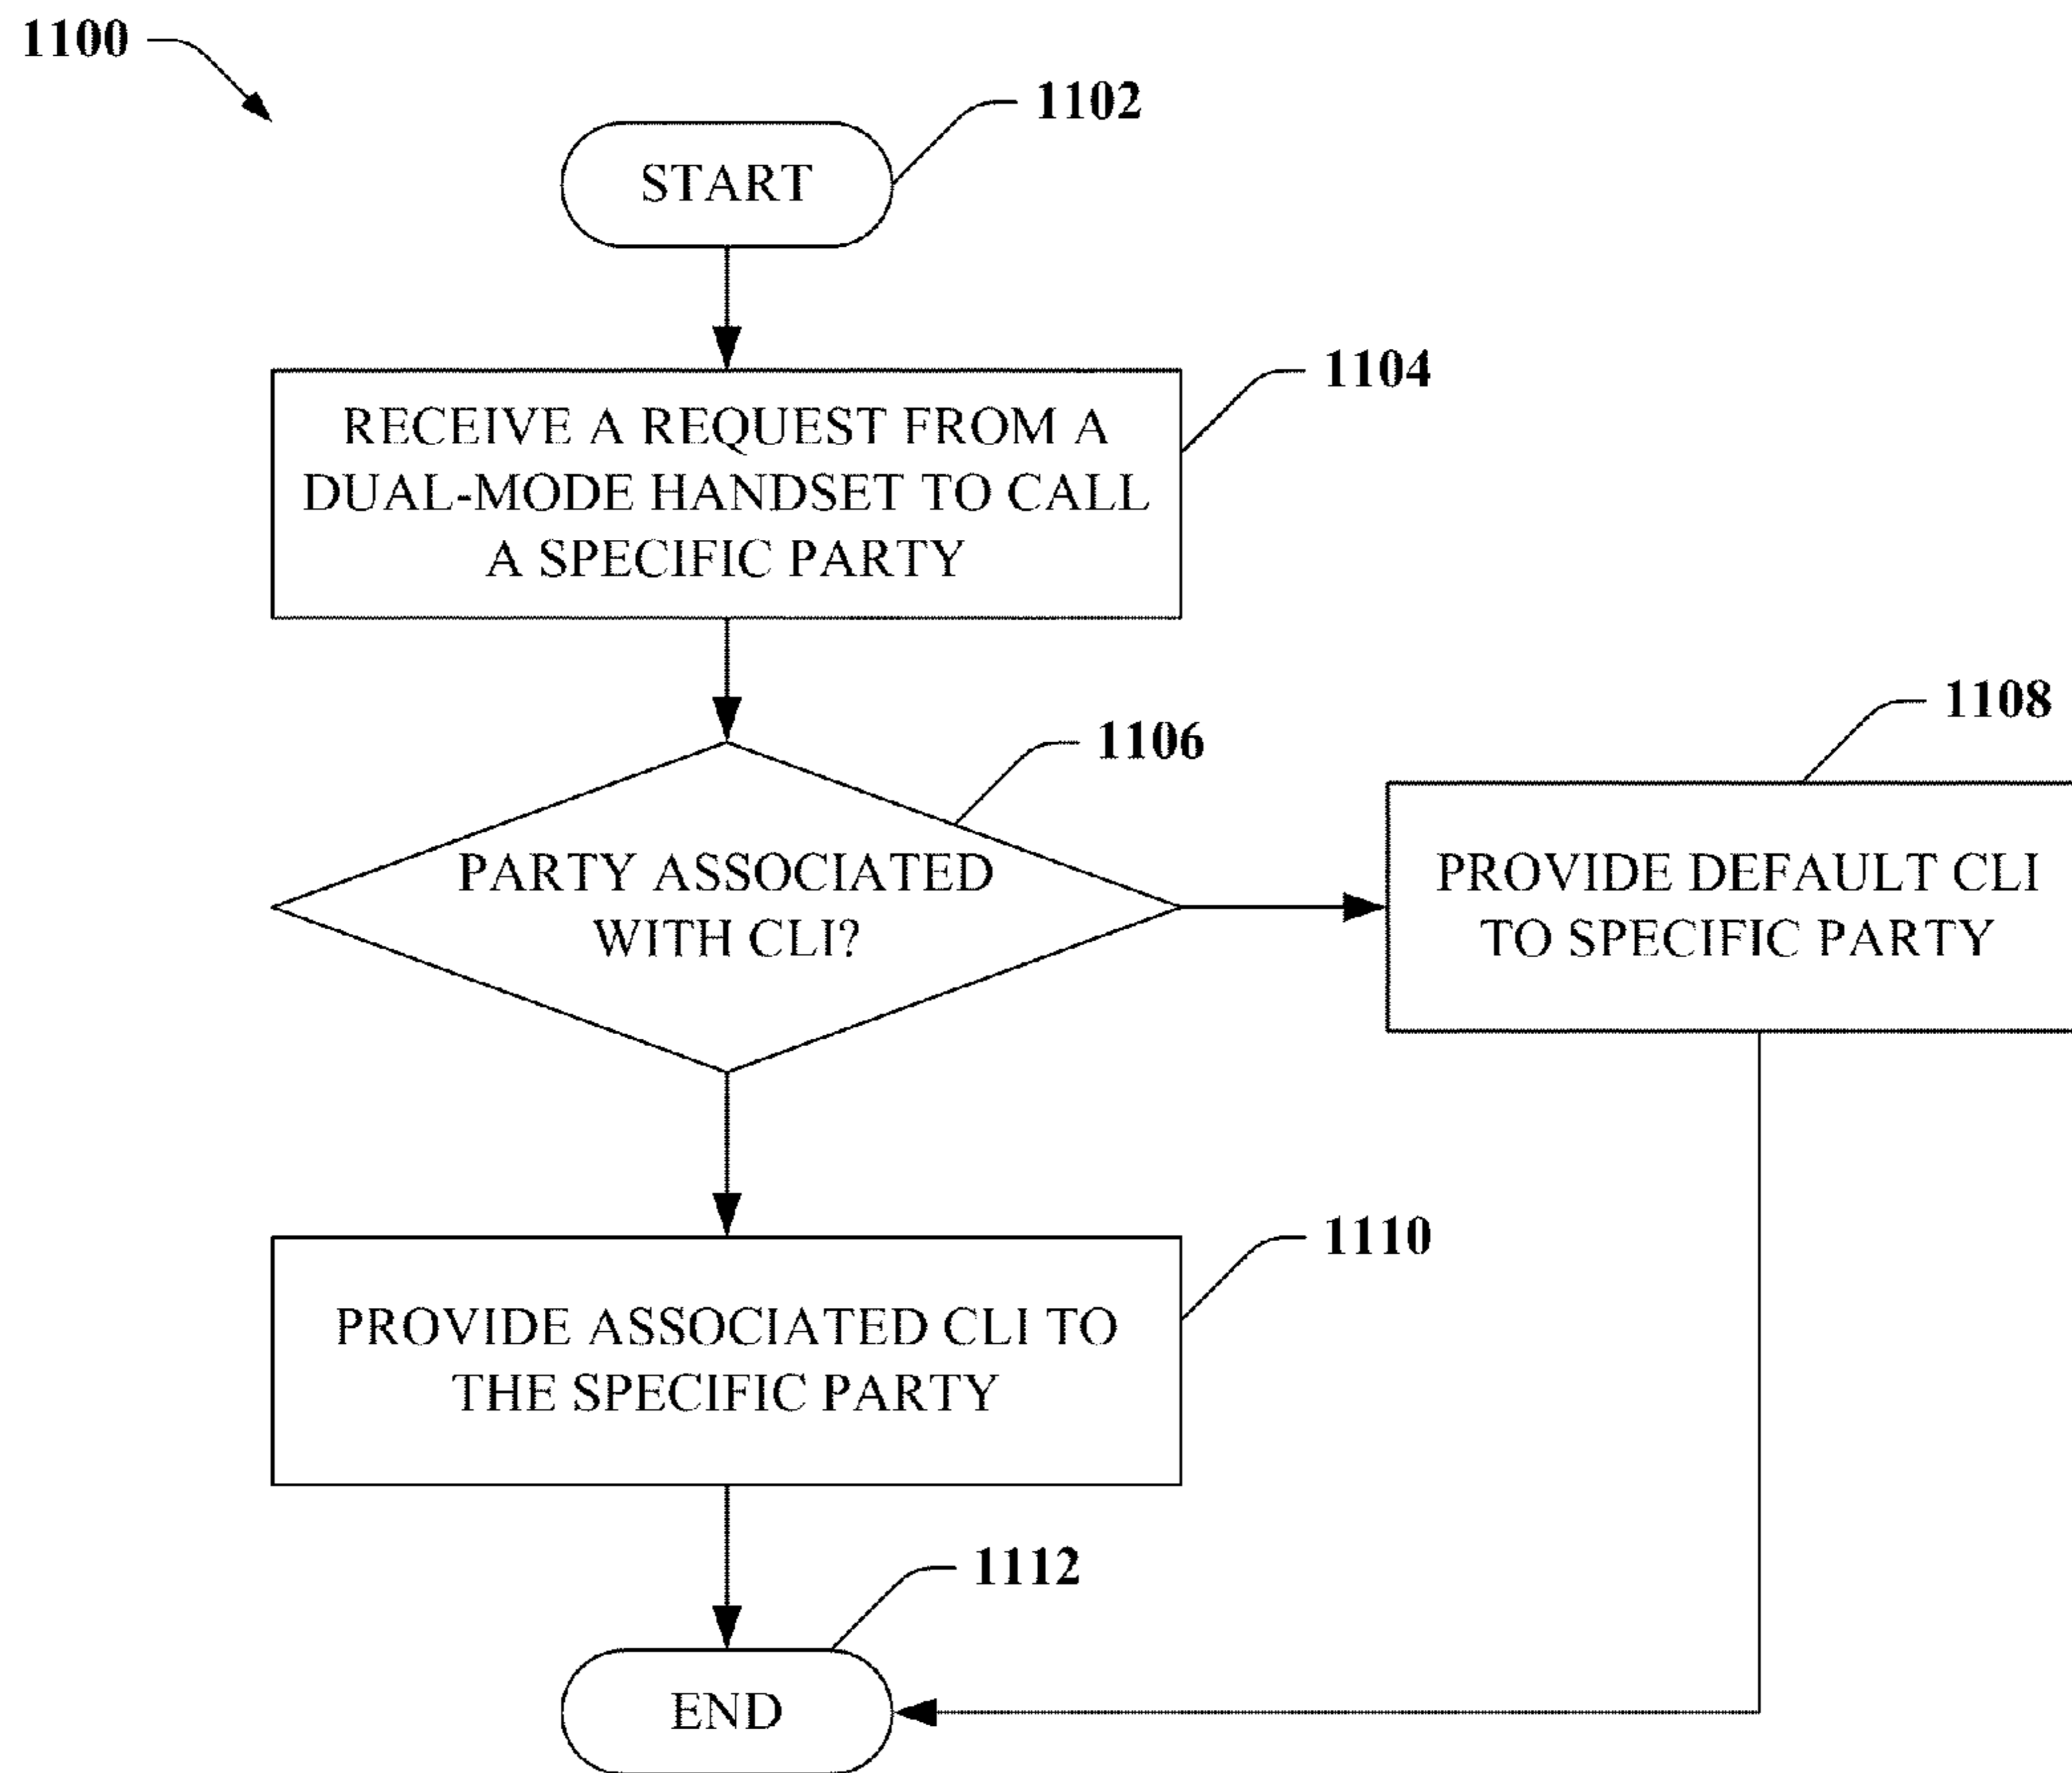 1100
1102
START
1104
RECEIVE A REQUEST FROM A
DUAL-MODE HANDSET TO CALL
A SPECIFIC PARTY
1106
PARTY ASSOCIATED
WITH CLI?
1108
PROVIDE DEFAULT CLI
TO SPECIFIC PARTY
1110
PROVIDE ASSOCIATED CLI TO
THE SPECIFIC PARTY
1112
END